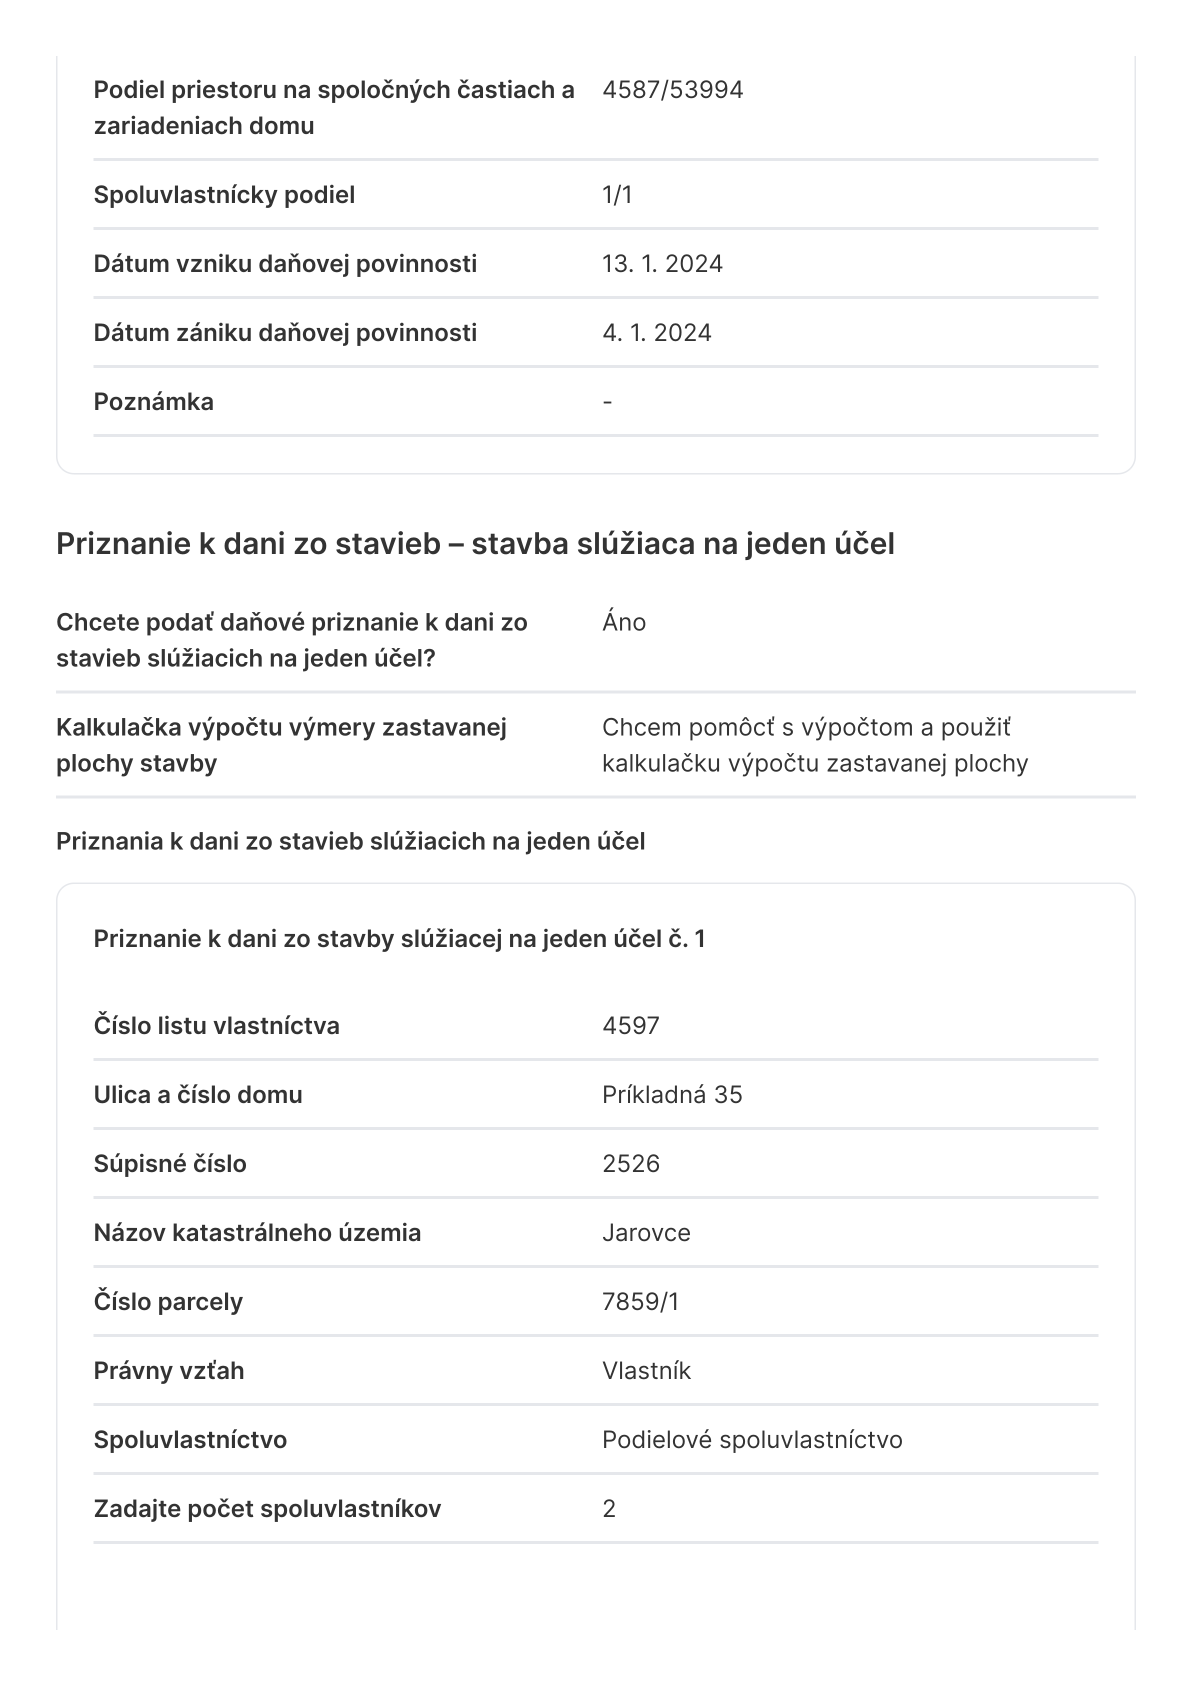 Podiel priestoru na spoločných častiach a 4587/53994
zariadeniach domu
Spoluvlastnícky podiel 1/1
Dátum vzniku daňovej povinnosti 13. 1. 2024
Dátum zániku daňovej povinnosti 4. 1. 2024
Poznámka -
Priznanie k dani zo stavieb – stavba slúžiaca na jeden účel
Chcete podať daňové priznanie k dani zo Áno
stavieb slúžiacich na jeden účel?
Kalkulačka výpočtu výmery zastavanej Chcem pomôcť s výpočtom a použiť
plochy stavby kalkulačku výpočtu zastavanej plochy
Priznania k dani zo stavieb slúžiacich na jeden účel
Priznanie k dani zo stavby slúžiacej na jeden účel č. 1
Číslo listu vlastníctva 4597
Ulica a číslo domu Príkladná 35
Súpisné číslo 2526
Názov katastrálneho územia Jarovce
Číslo parcely 7859/1
Právny vzťah Vlastník
Spoluvlastníctvo Podielové spoluvlastníctvo
Zadajte počet spoluvlastníkov 2